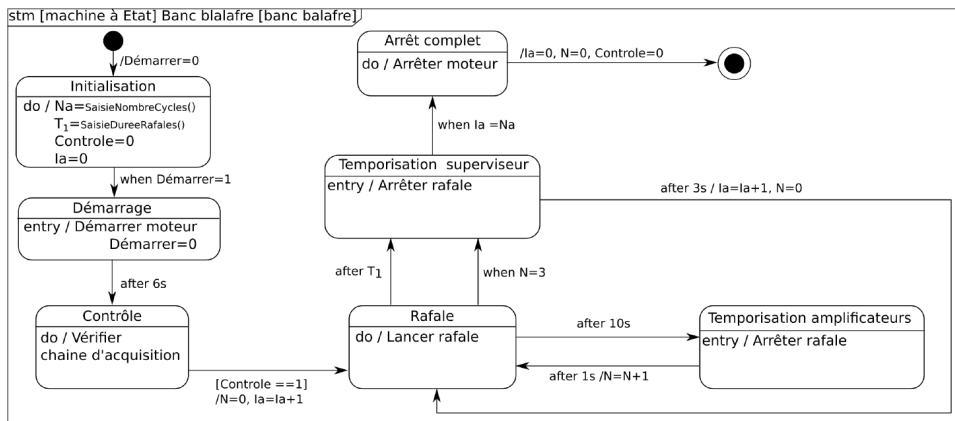 stm [machine à Etat] Banc blalafre [banc balafre]
/Démarrer=0
Initialisation
do / Na=SaisieNombreCycles()
T1=SaisieDureeRafales()
Controle=0
Ia=0
when Démarrer=1
Démarrage
entry / Démarrer moteur
Démarrer=0
after 6s
Contrôle
do / Vérifier
chaine d'acquisition
[Controle ==1]
/N=0, Ia=Ia+1
Arrêt complet
do / Arrêter moteur
/Ia=0, N=0, Controle=0
when Ia =Na
Temporisation superviseur
entry / Arrêter rafale
after 3s / Ia=Ia+1, N=0
after T1
when N=3
Rafale
do / Lancer rafale
after 10s
after 1s /N=N+1
Temporisation amplificateurs
entry / Arrêter rafale